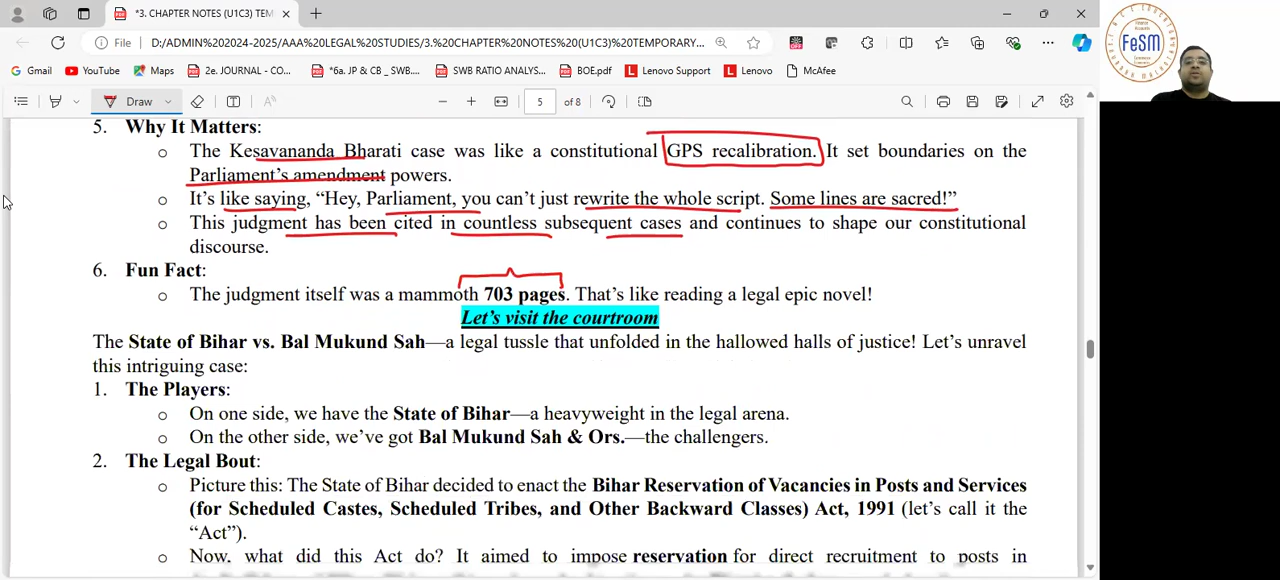 *3. CHAPTER NOTES (U1C3) TEM
File
D:/ADMIN%202024-2025/AAA%20LEGAL%20STUDIES/3.%20CHAPTER%20NOTES%20(U1C3)%20TEMPORARY...
Gmail YouTube Maps 2e. JOURNAL - CO... *6a. JP & CB _ SWB.... SWB RATIO ANALYS... BOE.pdf Lenovo Support Lenovo McAfee
Draw 5 of 8
5. Why It Matters:
The Kesavananda Bharati case was like a constitutional GPS recalibration. It set boundaries on the
Parliament's amendment powers.
It's like saying, “Hey, Parliament, you can't just rewrite the whole script. Some lines are sacred!”
This judgment has been cited in countless subsequent cases and continues to shape our constitutional
discourse.
6. Fun Fact:
The judgment itself was a mammoth 703 pages. That's like reading a legal epic novel!
Let's visit the courtroom
The State of Bihar vs. Bal Mukund Sah—a legal tussle that unfolded in the hallowed halls of justice! Let's unravel
this intriguing case:
1. The Players:
On one side, we have the State of Bihar—a heavyweight in the legal arena.
On the other side, we've got Bal Mukund Sah & Ors.—the challengers.
2. The Legal Bout:
Picture this: The State of Bihar decided to enact the Bihar Reservation of Vacancies in Posts and Services
(for Scheduled Castes, Scheduled Tribes, and Other Backward Classes) Act, 1991 (let's call it the
“Act”).
Now, what did this Act do? It aimed to impose reservation for direct recruitment to posts in
FeSM